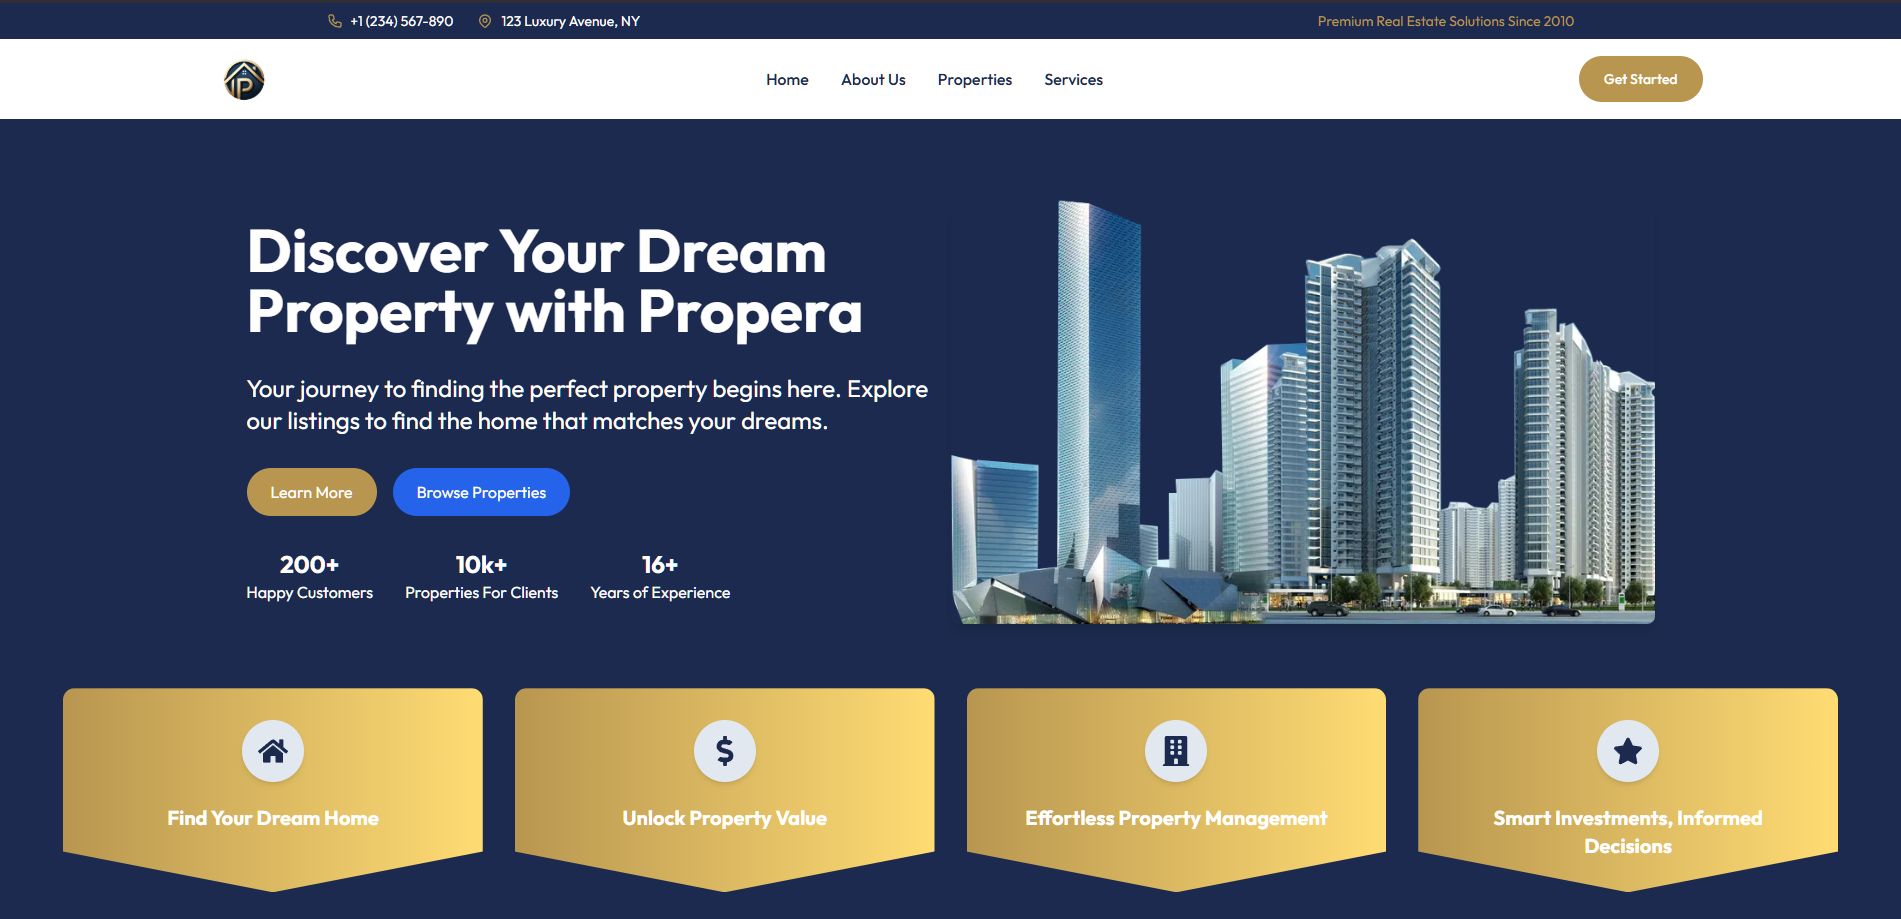 +1 (234) 567-890
123 Luxury Avenue, NY
Premium Real Estate Solutions Since 2010
P
Home
About Us
Properties
Services
Get Started
Discover Your Dream
Property with Propera
Your journey to finding the perfect property begins here. Explore
our listings to find the home that matches your dreams.
Learn More
Browse Properties
200+
10k+
16+
Happy Customers
Properties For Clients
Years of Experience
Find Your Dream Home
Unlock Property Value
Effortless Property Management
Smart Investments, Informed
Decisions